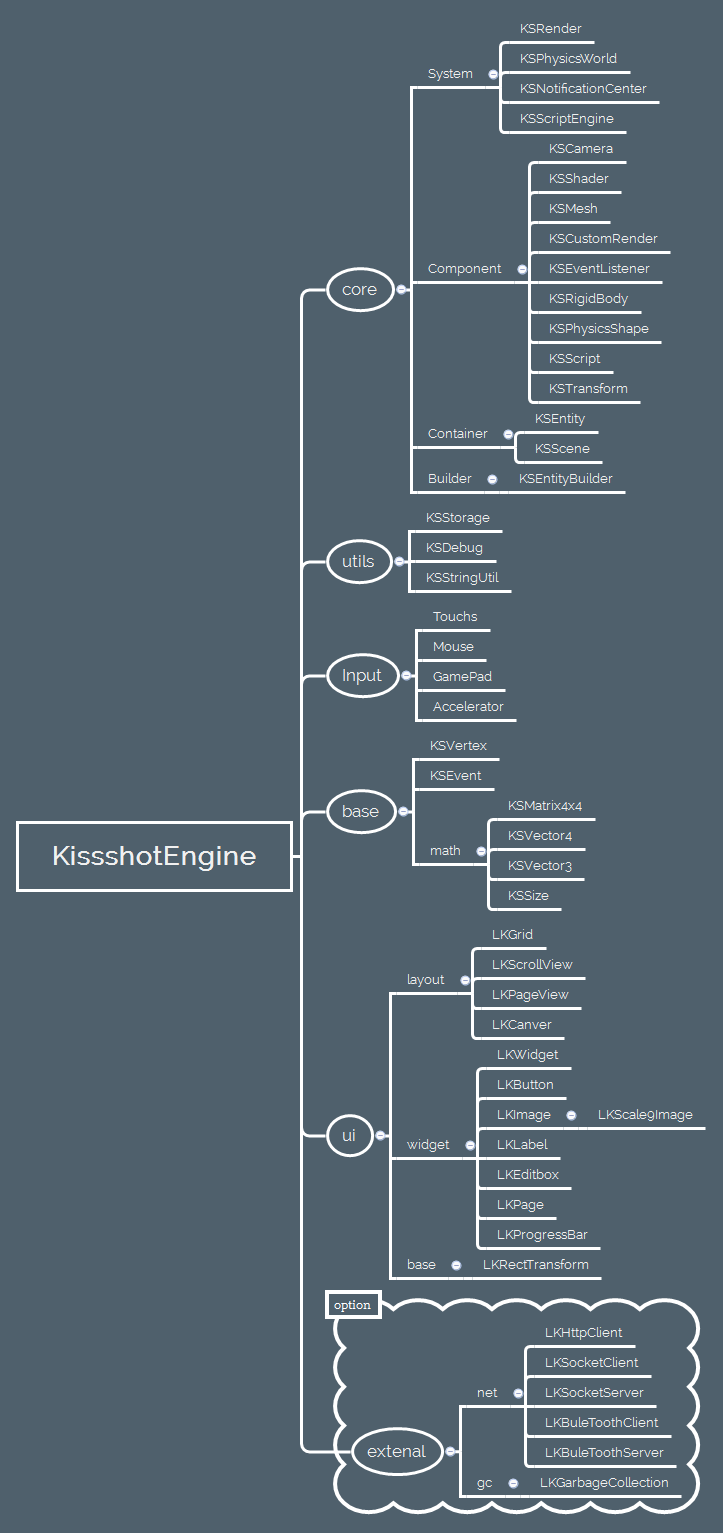 KSRender
KSPhysicsWorld
System
KSNotificationCenter
KSScriptEngine
KSCamera
KSShader
KSMesh
KSCustomRender
Component
KSEventListener
core
KSRigidBody
KSPhysicsShape
KSScript
KSTransform
KSEntity
Container
KSScene
Builder
KSEntityBuilder
KSStorage
KSDebug
utils
KSStringUtil
Touchs
Mouse
Input
GamePad
Accelerator
KSVertex
KSEvent
KSMatrix4x4
base
KSVector4
math
KissshotEngine
KSVector3
KSSize
LKGrid
LKScrollView
layout
LKPageView
LKCanver
LKWidget
LKButton
LKImage
LKScale9Image
ui
widget
LKLabel
LKEditbox
LKPage
LKProgressBar
base
LKRectTransform
option
LKHttpClient
LKSocketClient
net
LKSocketServer
LKBuleToothClient
extenal
LKBuleToothServer
gc
LKGarbageCollection